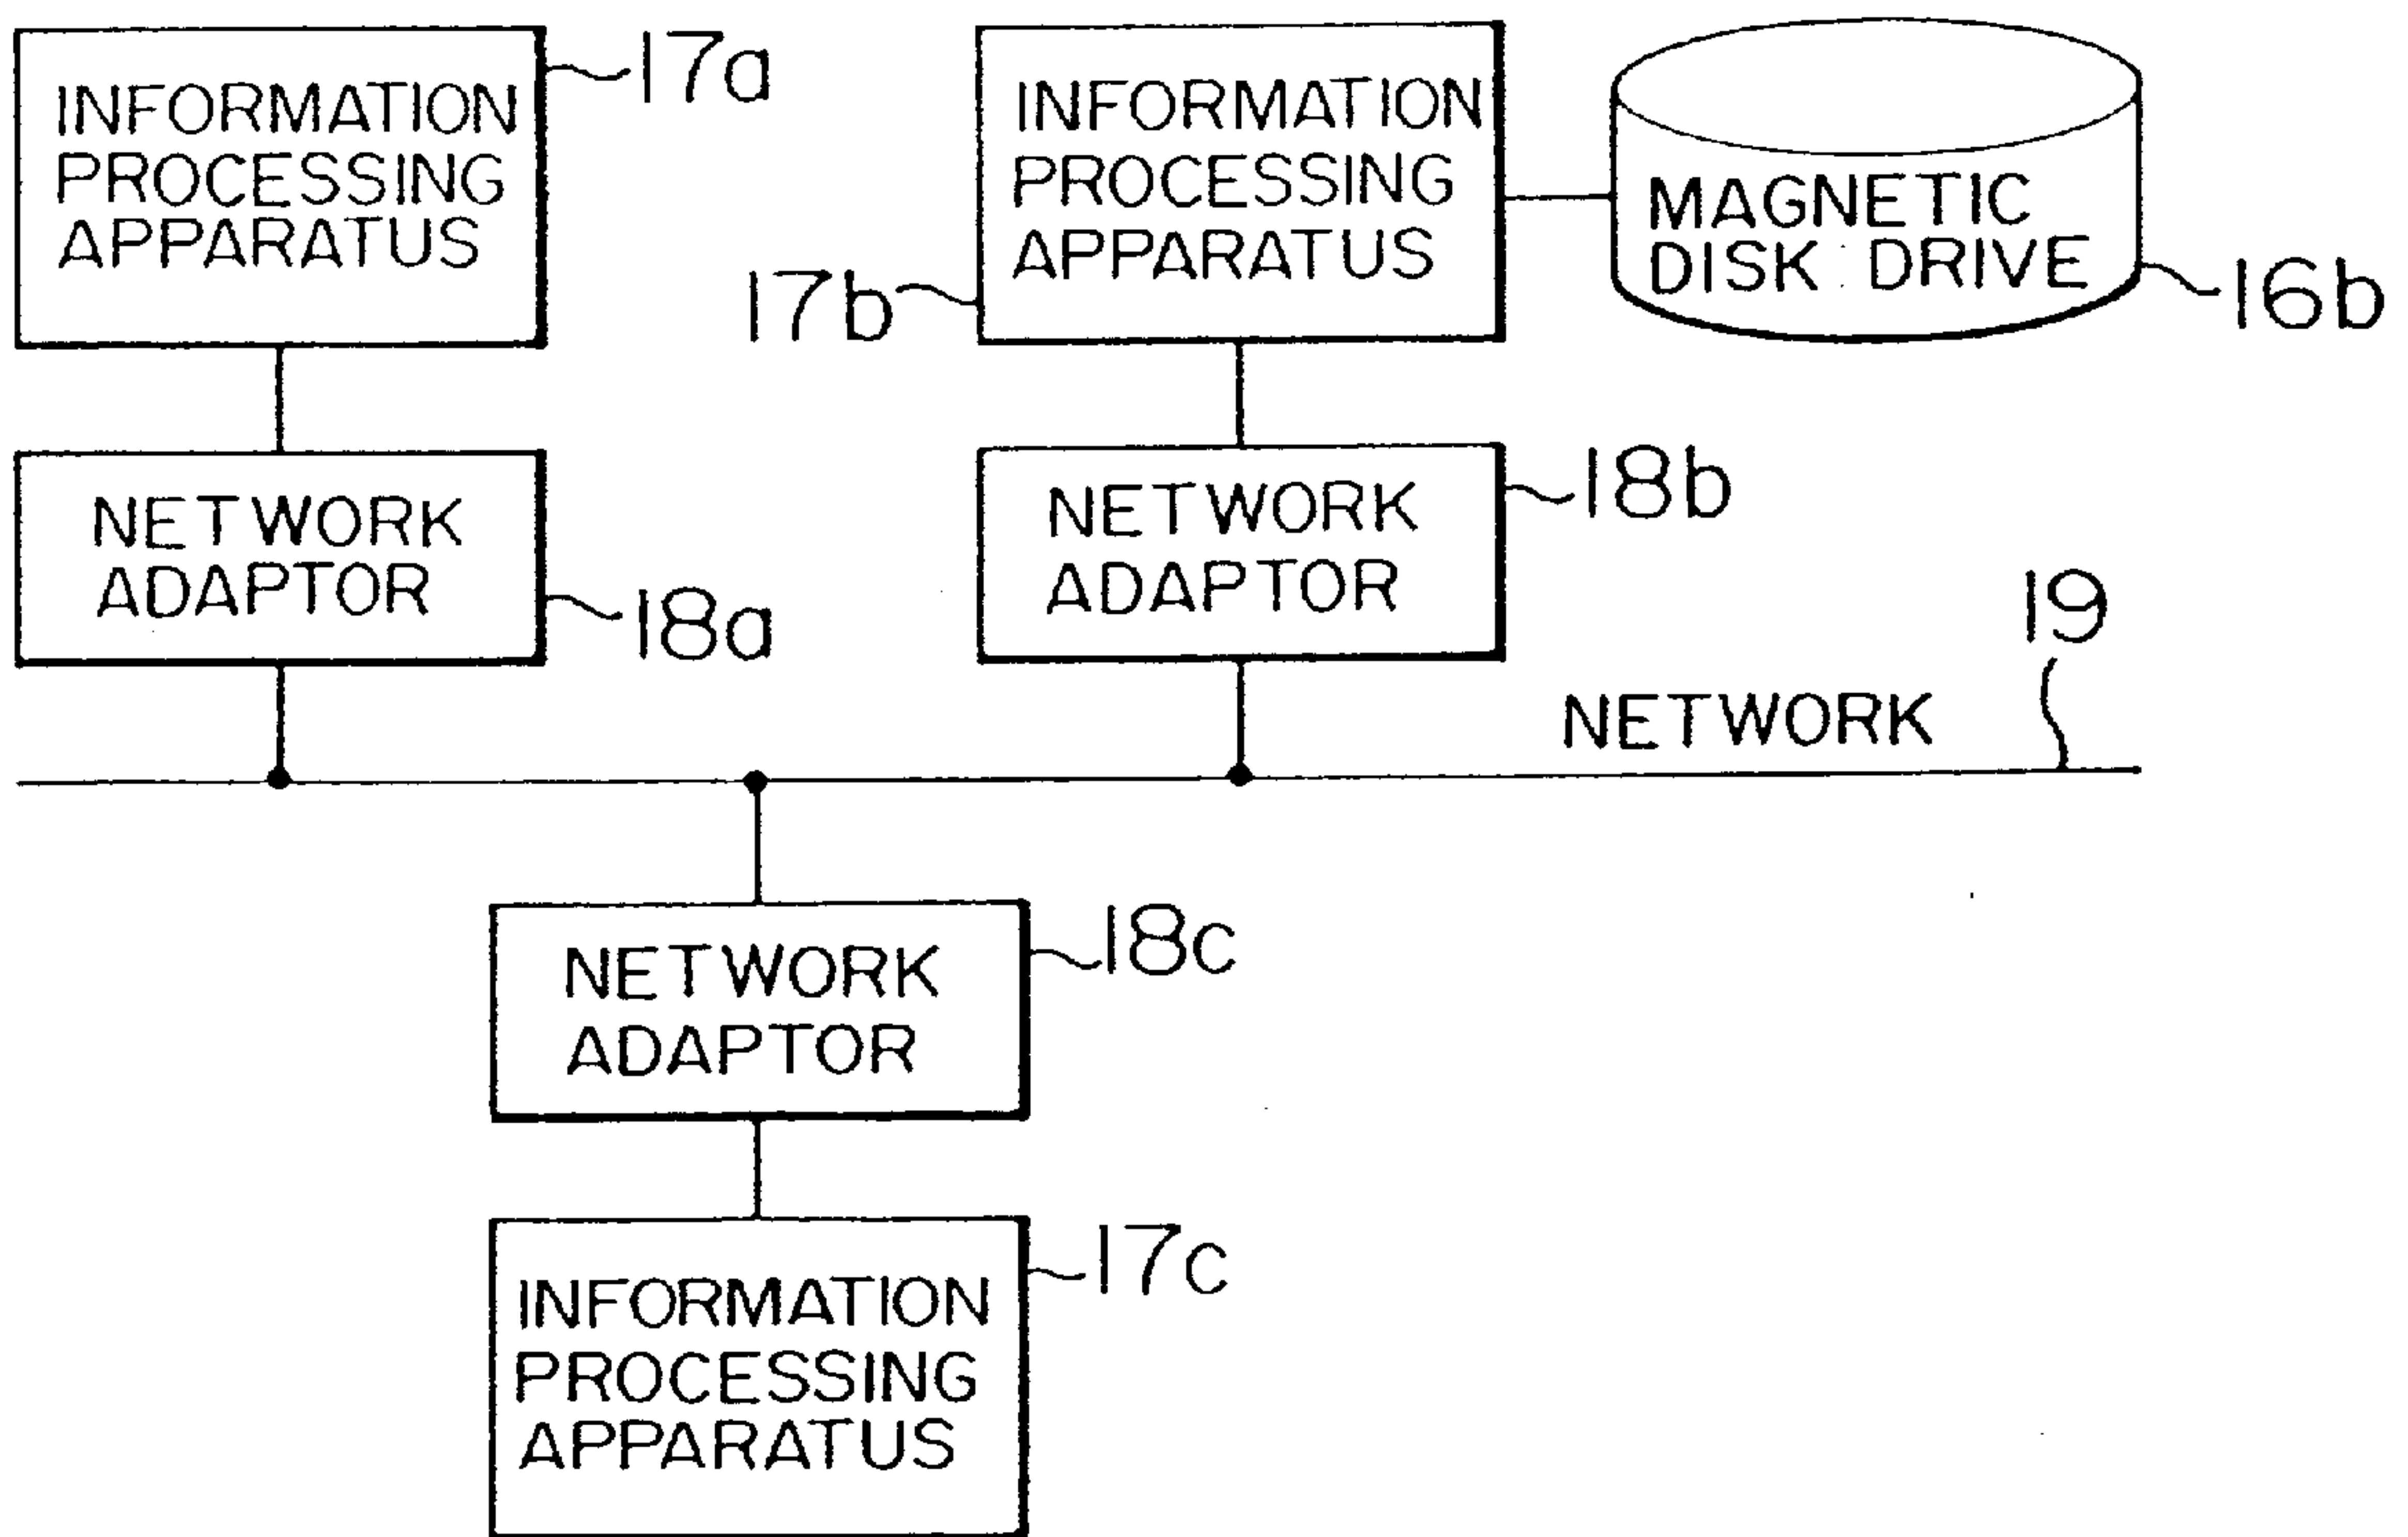 INFORMATION
PROCESSING
APPARATUS
17a
INFORMATION
PROCESSING
APPARATUS
17b
MAGNETIC
DISK DRIVE
16b
NETWORK
ADAPTOR
18a
NETWORK
ADAPTOR
18b
NETWORK
19
NETWORK
ADAPTOR
18c
INFORMATION
PROCESSING
APPARATUS
17c